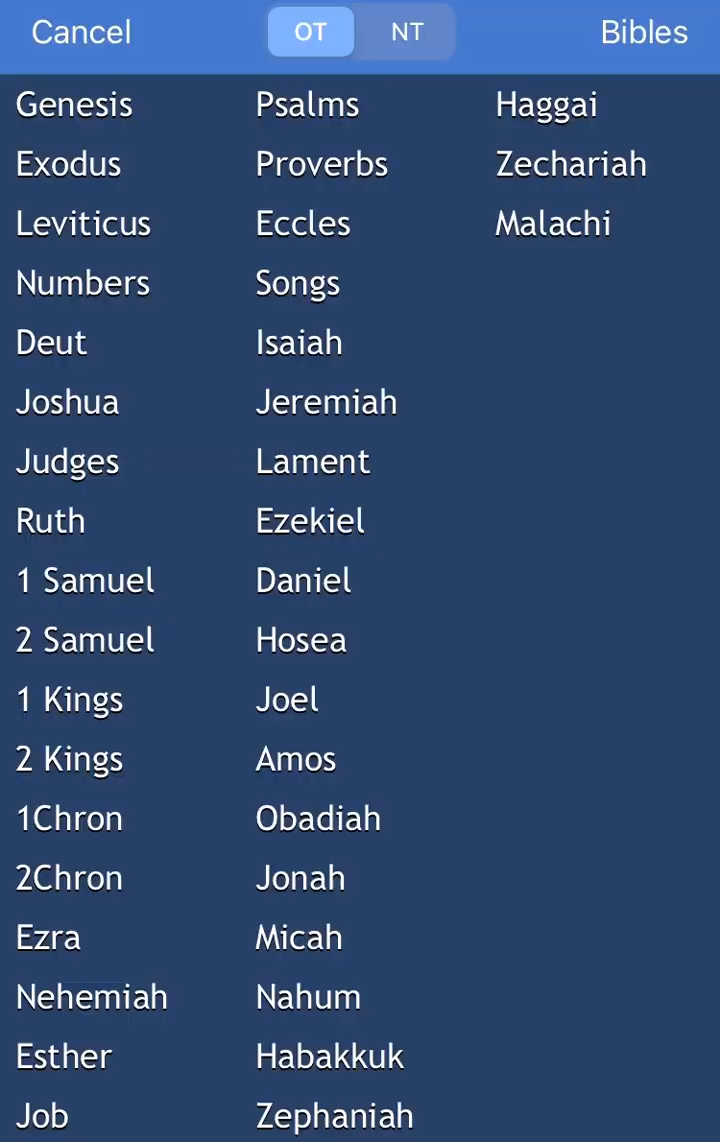 Cancel OT NT Bibles
Genesis
Exodus
Leviticus
Numbers
Deut
Joshua
Judges
Ruth
1 Samuel
2 Samuel
1 Kings
2 Kings
1Chron
2Chron
Ezra
Nehemiah
Esther
Job
Psalms
Proverbs
Eccles
Songs
Isaiah
Jeremiah
Lament
Ezekiel
Daniel
Hosea
Joel
Amos
Obadiah
Jonah
Micah
Nahum
Habakkuk
Zephaniah
Haggai
Zechariah
Malachi